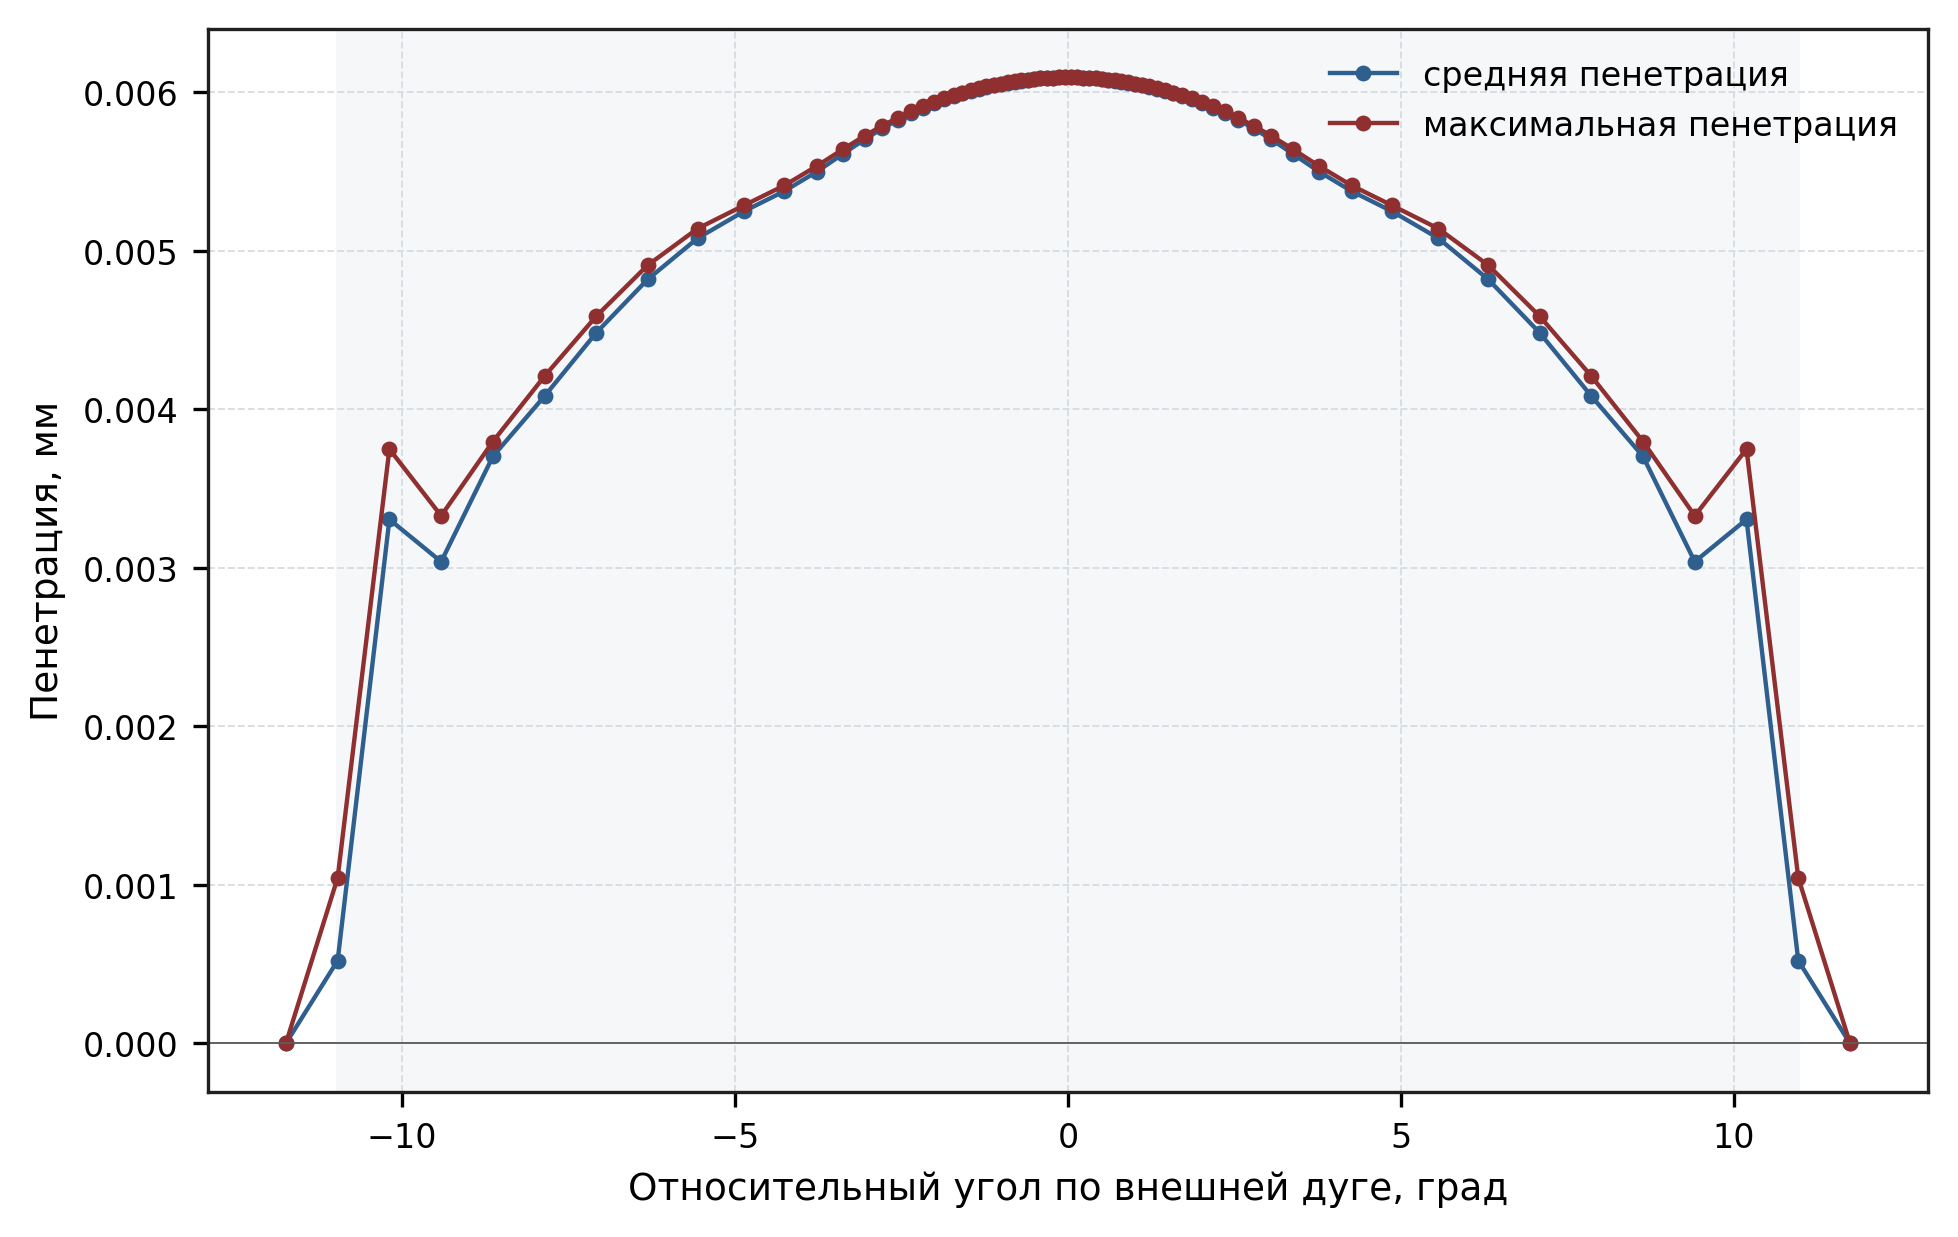 средняя пенетрация
максимальная пенетрация
Пенетрация, мм
0.006
0.005
0.004
0.003
0.002
0.001
0.000
−10 −5 0 5 10
Относительный угол по внешней дуге, град